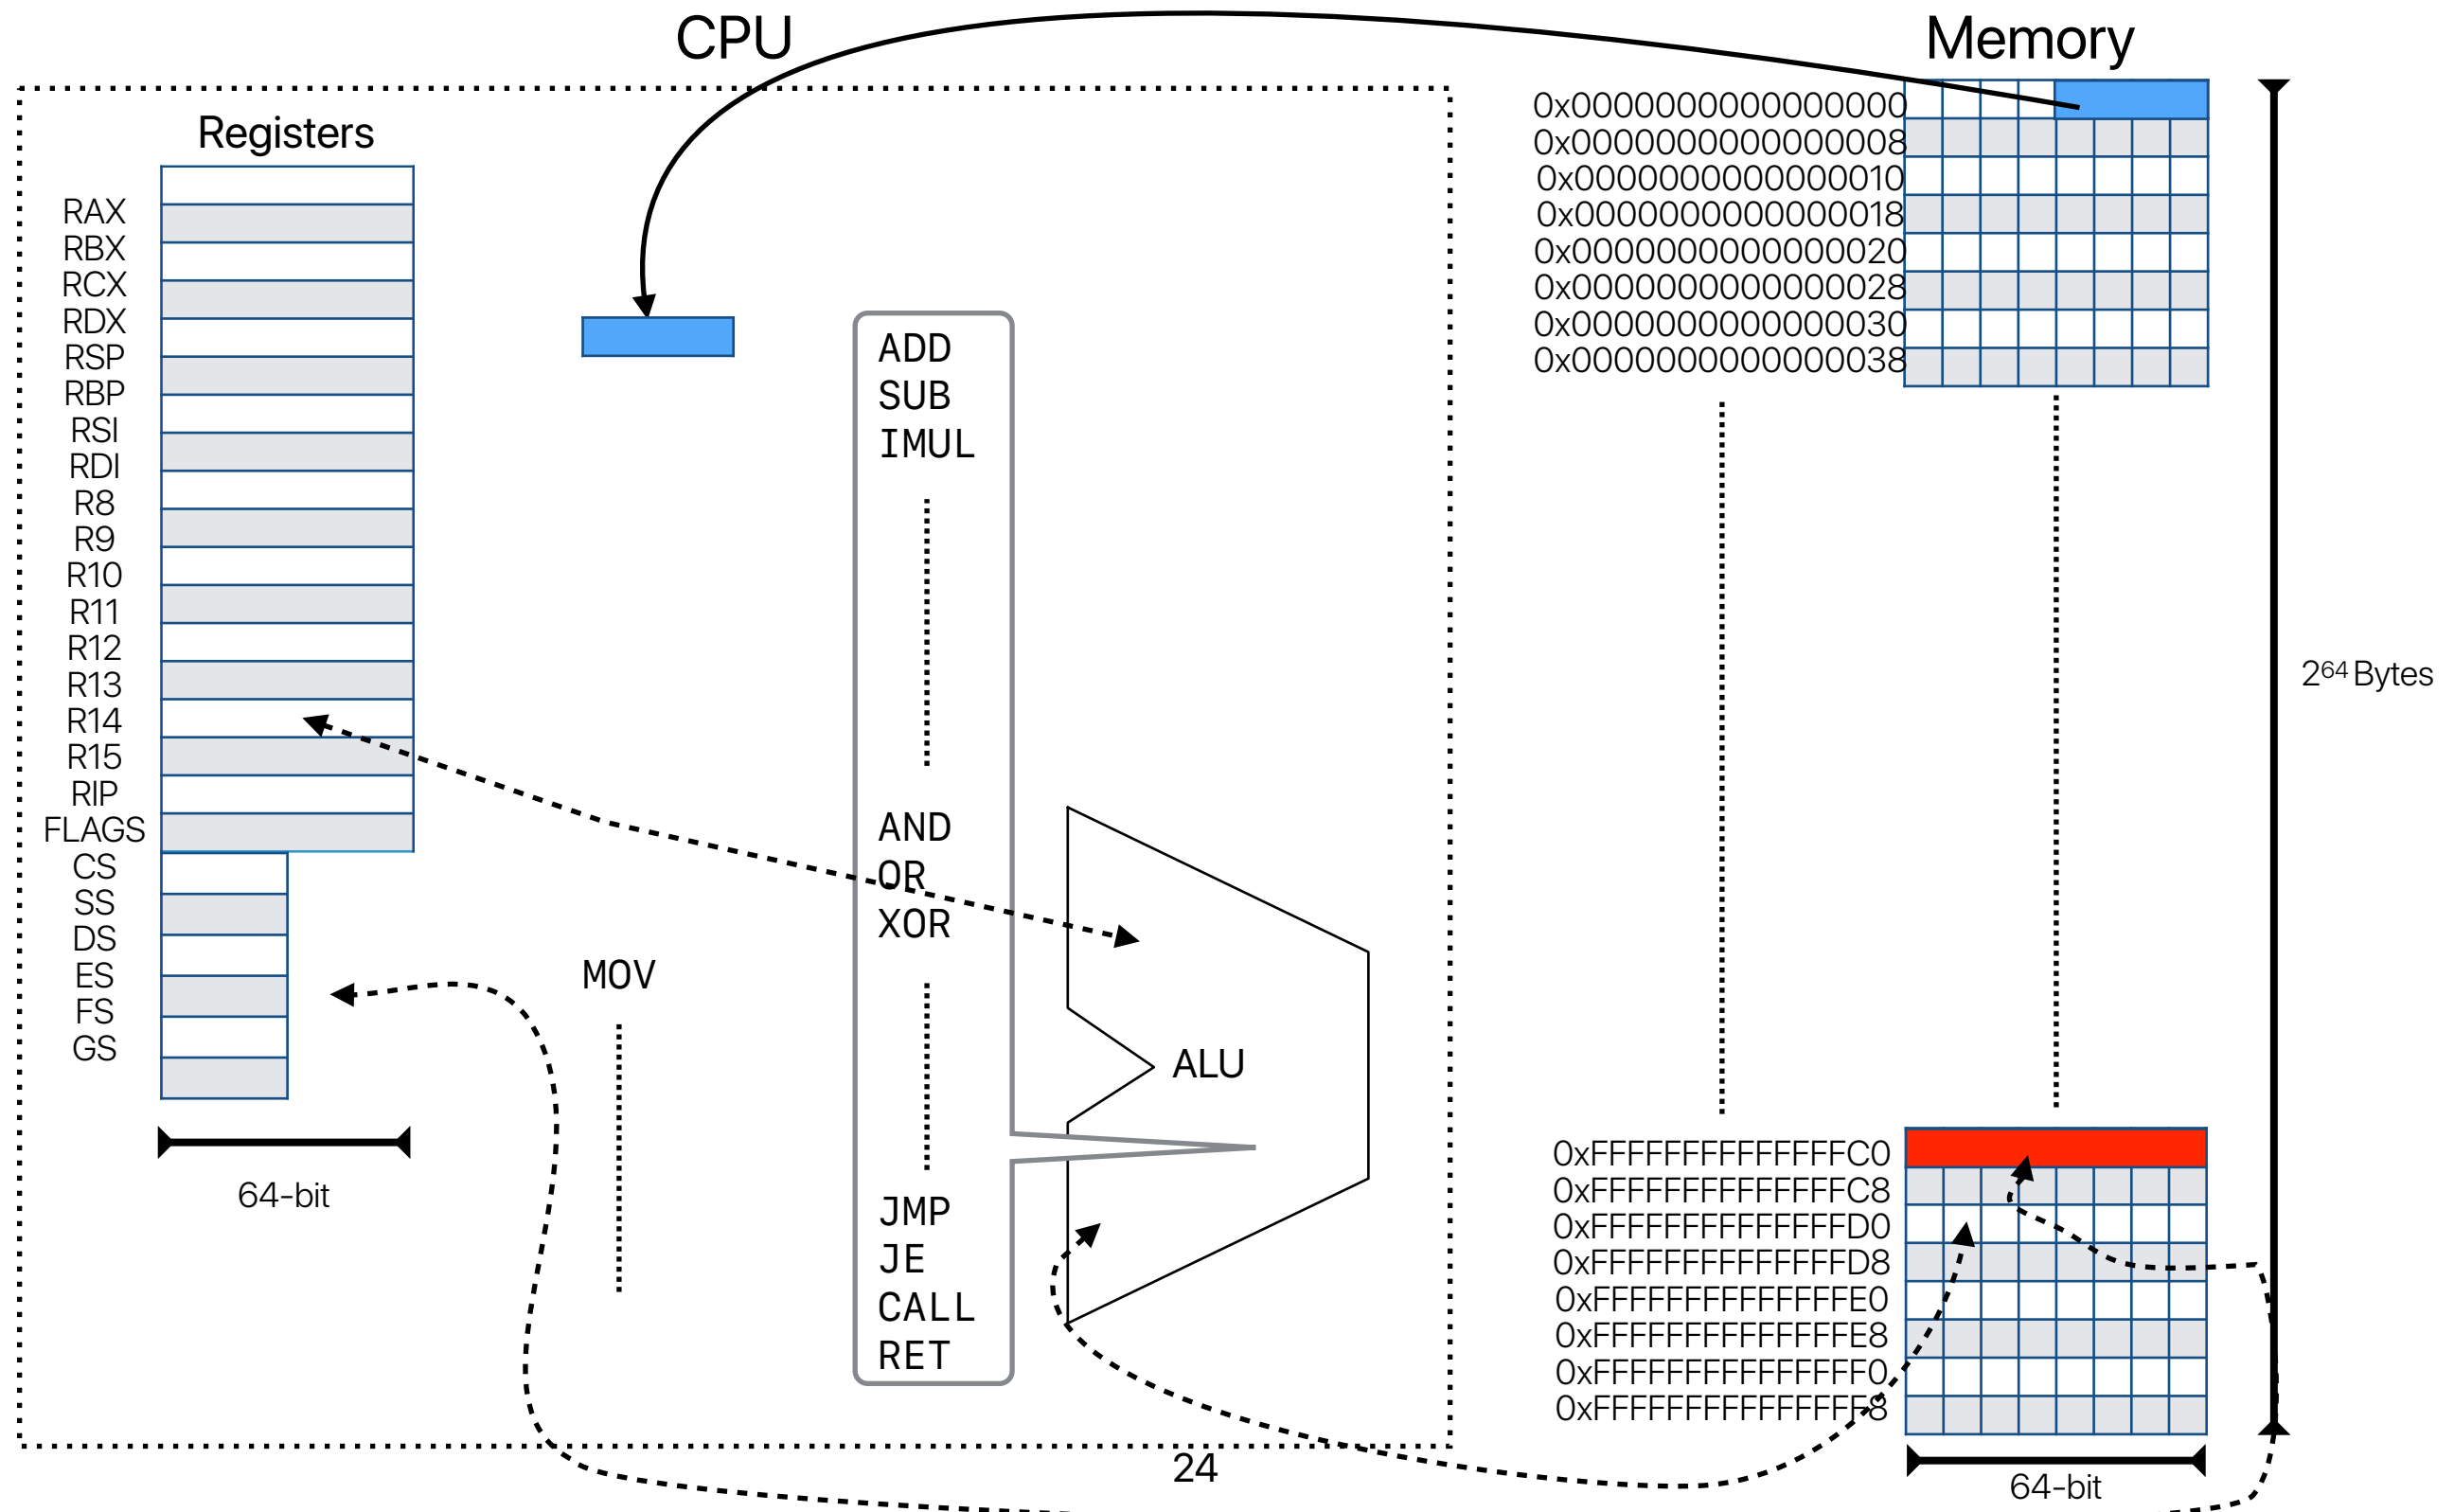 CPU
Memory
Registers
RAX
RBX
RCX
RDX
RSP
RBP
RSI
RDI
R8
R9
R10
R11
R12
R13
R14
R15
RIP
FLAGS
CS
SS
DS
ES
FS
GS
64-bit
MOV
ADD
SUB
IMUL
AND
OR
XOR
JMP
JE
CALL
RET
ALU
0x0000000000000000
0x0000000000000008
0x0000000000000010
0x0000000000000018
0x0000000000000020
0x0000000000000028
0x0000000000000030
0x0000000000000038
2⁶⁴ Bytes
0xFFFFFFFFFFFFFFC0
0xFFFFFFFFFFFFFFC8
0xFFFFFFFFFFFFFFD0
0xFFFFFFFFFFFFFFD8
0xFFFFFFFFFFFFFFE0
0xFFFFFFFFFFFFFFE8
0xFFFFFFFFFFFFFFF0
0xFFFFFFFFFFFFFFF8
64-bit
24